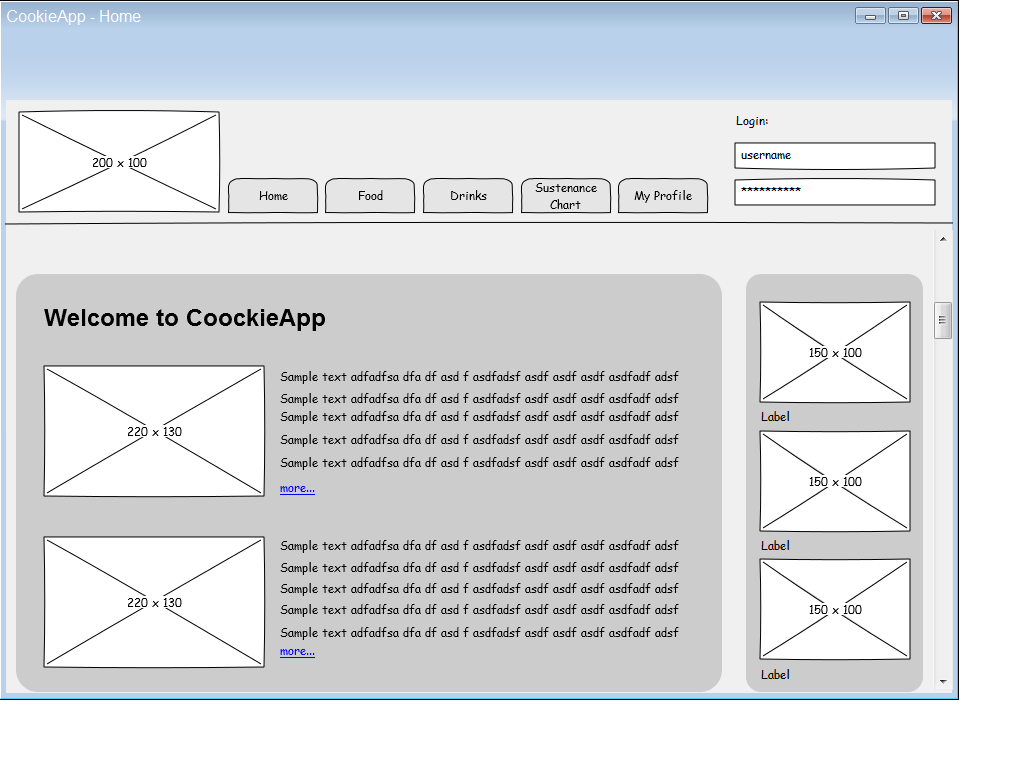 CookieApp - Home
200 x 100
Home
Food
Drinks
Sustenance
Chart
My Profile
Login:
username
**********
Welcome to CoockieApp
220 x 130
Sample text adfadfsa dfa df asd f asdfadsf asdf asdf asdf asdfadf adsf
Sample text adfadfsa dfa df asd f asdfadsf asdf asdf asdf asdfadf adsf
Sample text adfadfsa dfa df asd f asdfadsf asdf asdf asdf asdfadf adsf
Sample text adfadfsa dfa df asd f asdfadsf asdf asdf asdf asdfadf adsf
Sample text adfadfsa dfa df asd f asdfadsf asdf asdf asdf asdfadf adsf
more...
220 x 130
Sample text adfadfsa dfa df asd f asdfadsf asdf asdf asdf asdfadf adsf
Sample text adfadfsa dfa df asd f asdfadsf asdf asdf asdf asdfadf adsf
Sample text adfadfsa dfa df asd f asdfadsf asdf asdf asdf asdfadf adsf
Sample text adfadfsa dfa df asd f asdfadsf asdf asdf asdf asdfadf adsf
Sample text adfadfsa dfa df asd f asdfadsf asdf asdf asdf asdfadf adsf
more...
150 x 100
Label
150 x 100
Label
150 x 100
Label